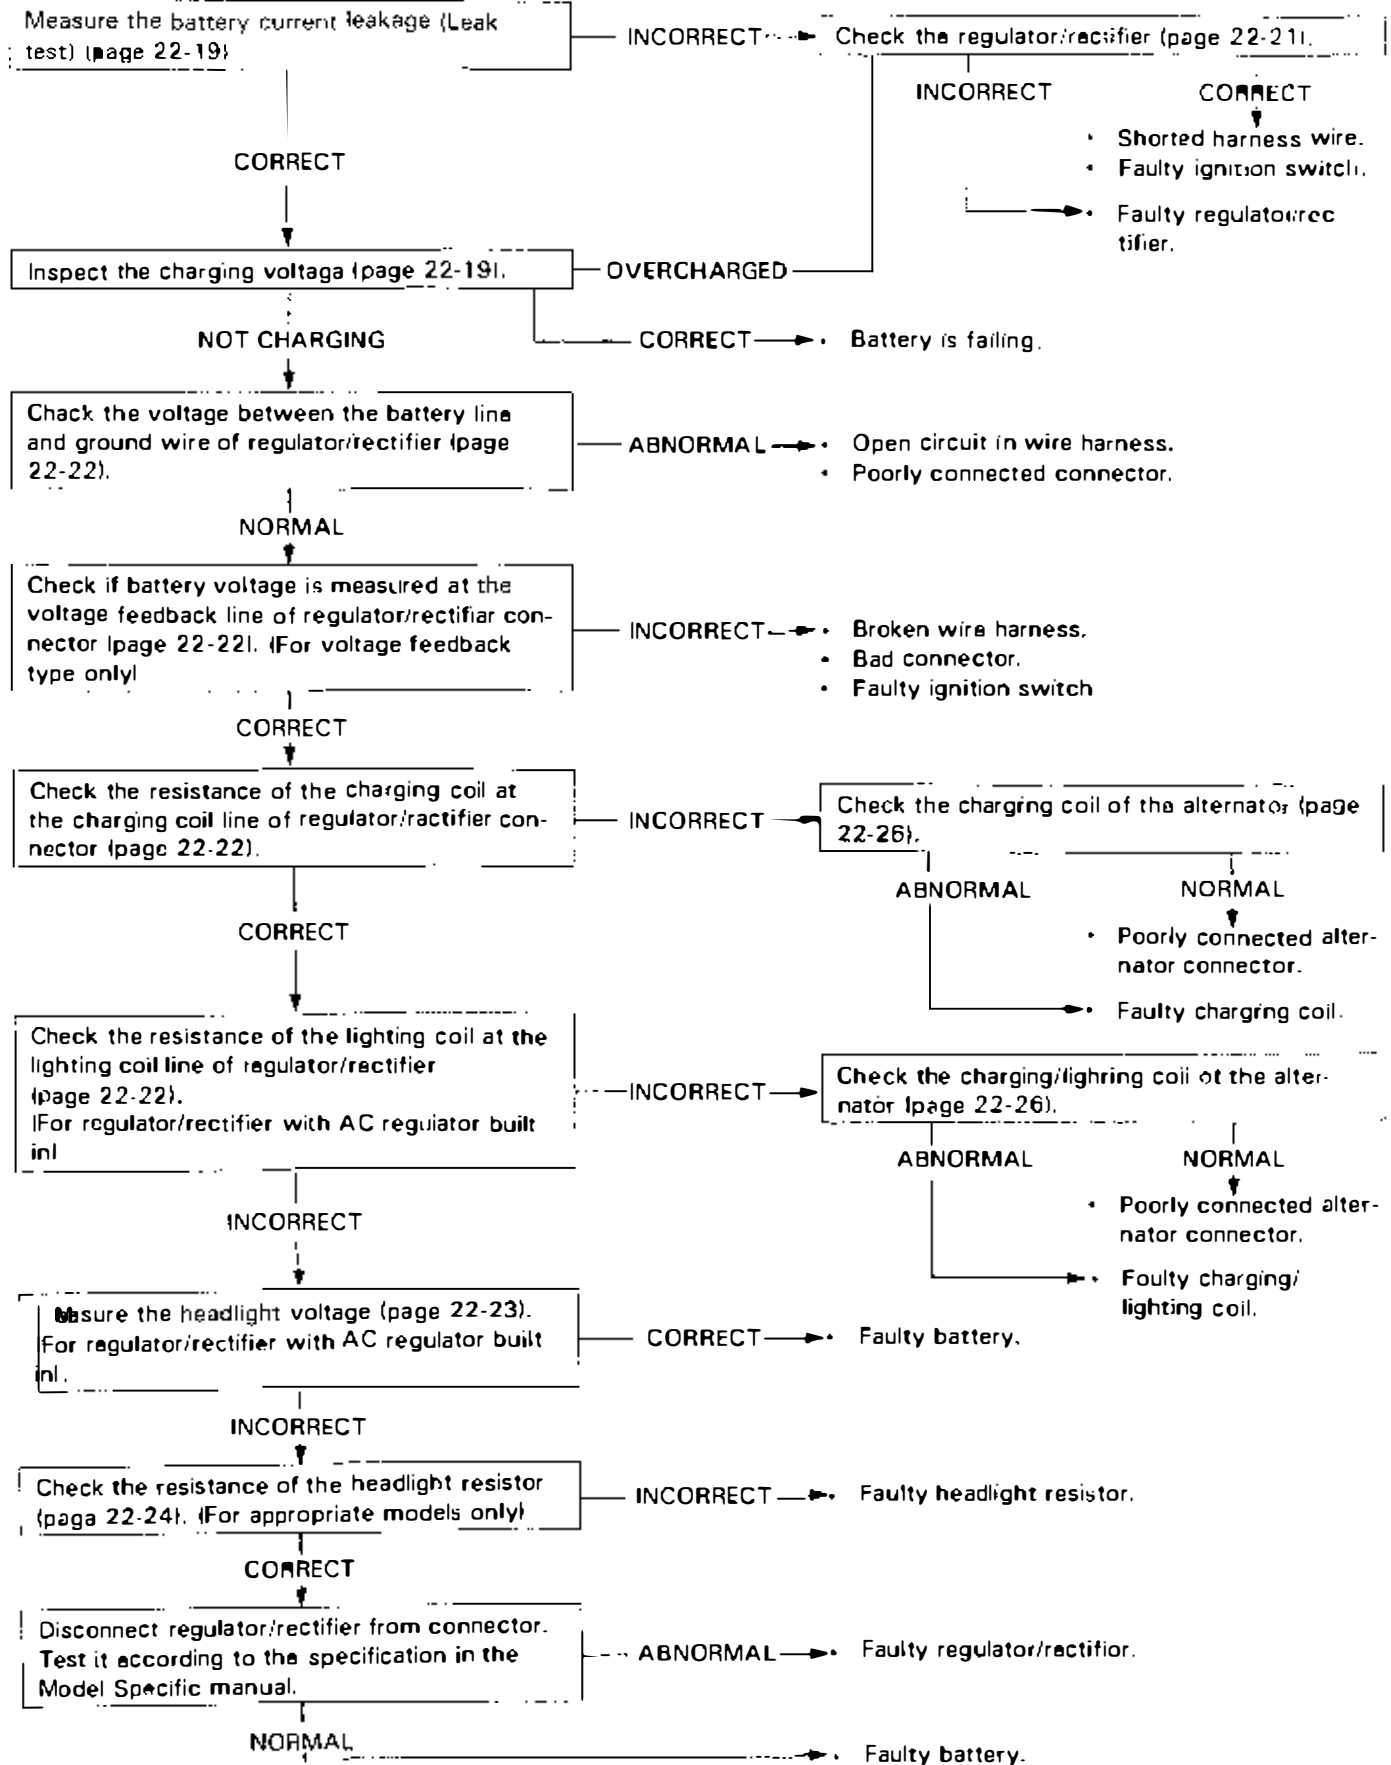 Measure the battery current leakage (Leak
test) (page 22-19)
INCORRECT
Check the regulator/rectifier (page 22-21).
INCORRECT
CORRECT
• Shorted harness wire.
• Faulty ignition switch.
• Faulty regulator/rec
tifier.
CORRECT
Inspect the charging voltaga (page 22-19).
OVERCHARGED
NOT CHARGING
CORRECT
• Battery is failing.
Chack the voltage between the battery line
and ground wire of regulator/rectifier (page
22-22).
ABNORMAL
• Open circuit in wire harness.
• Poorly connected connector.
NORMAL
Check if battery voltage is measured at the
voltage feedback line of regulator/rectifiar con-
nector (page 22-22). (For voltage feedback
type only)
INCORRECT
• Broken wire harness.
• Bad connector.
• Faulty ignition switch
CORRECT
Check the resistance of the charging coil at
the charging coil line of regulator/ractifier con-
nector (page 22-22).
INCORRECT
Check the charging coil of the alternator (page
22-26).
ABNORMAL
NORMAL
• Poorly connected alter-
nator connector.
• Faulty charging coil.
CORRECT
Check the resistance of the lighting coil at the
lighting coil line of regulator/rectifier
(page 22-22).
(For regulator/rectifier with AC reguiator built
in)
INCORRECT
Check the charging/lighring coil ot the alter-
nator (page 22-26).
ABNORMAL
NORMAL
• Poorly connected alter-
nator connector.
• Foulty charging/
lighting coil.
INCORRECT
Measure the headlight voltage (page 22-23).
(For regulator/rectifier with AC regulator built
in).
CORRECT
• Faulty battery.
INCORRECT
Check the resistance of the headlight resistor
(paga 22-24). (For appropriate models only)
INCORRECT
• Faulty headlight resistor.
CORRECT
Disconnect regulator/rectifier from connector.
Test it according to the specification in the
Model Specific manual.
ABNORMAL
• Faulty regulator/ractifior.
NORMAL
• Faulty battery.